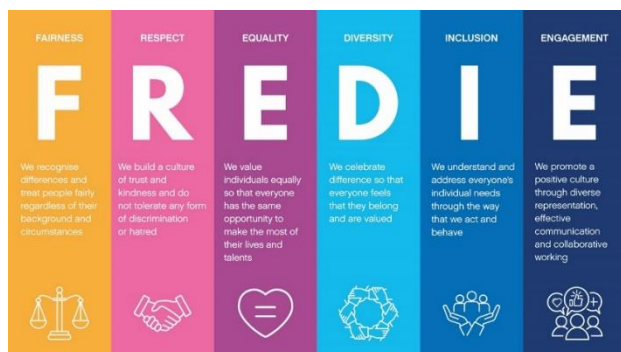 FAIRNESS
F
We recognise
differences and
treat people fairly
regardless of their
background and
circumstances
RESPECT
R
We build a culture
of trust and
kindness and do
not tolerate any form
of discrimination
or hatred
EQUALITY
E
We value
individuals equally
so that everyone
has the same
opportunity to
make the most of
their lives and
talents
DIVERSITY
D
We celebrate
difference so that
everyone feels
that they belong
and are valued
INCLUSION
I
We understand and
address everyone's
individual needs
through the way
that we act and
behave
ENGAGEMENT
E
We promote a
positive culture
through diverse
representation,
effective
communication
and collaborative
working